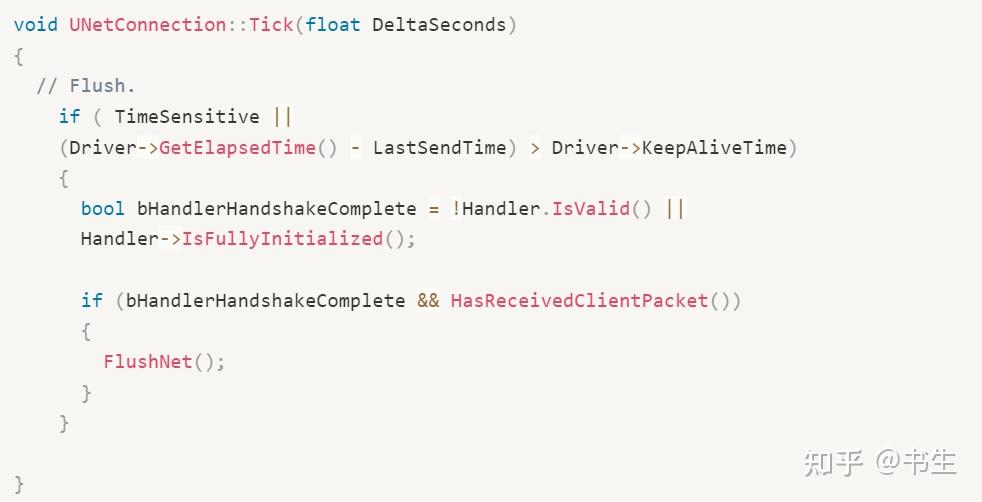 void UNetConnection::Tick(float DeltaSeconds)
{
  // Flush.
    if ( TimeSensitive ||
    (Driver->GetElapsedTime() - LastSendTime) > Driver->KeepAliveTime)
    {
      bool bHandlerHandshakeComplete = !Handler.IsValid() ||
      Handler->IsFullyInitialized();

      if (bHandlerHandshakeComplete && HasReceivedClientPacket())
      {
        FlushNet();
      }
    }
知乎 @书生
}